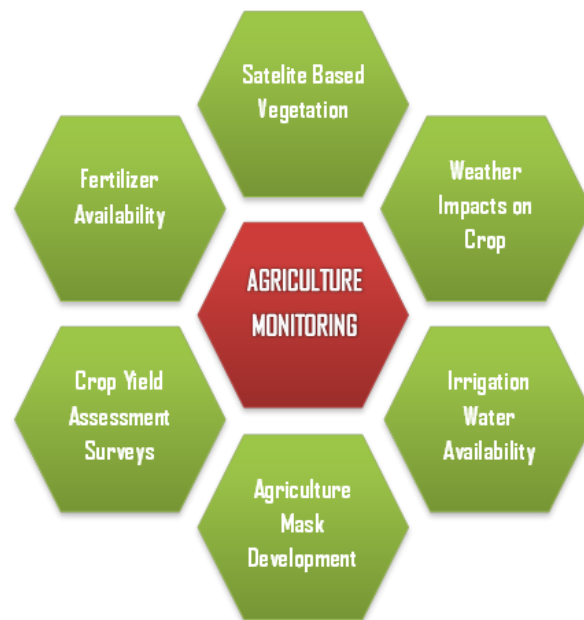 Satelite Based
Vegetation
Fertilizer
Availability
Weather
Impacts on
Crop
AGRICULTURE
MONITORING
Crop Yield
Assessment
Surveys
Irrigation
Water
Availability
Agriculture
Mask
Development